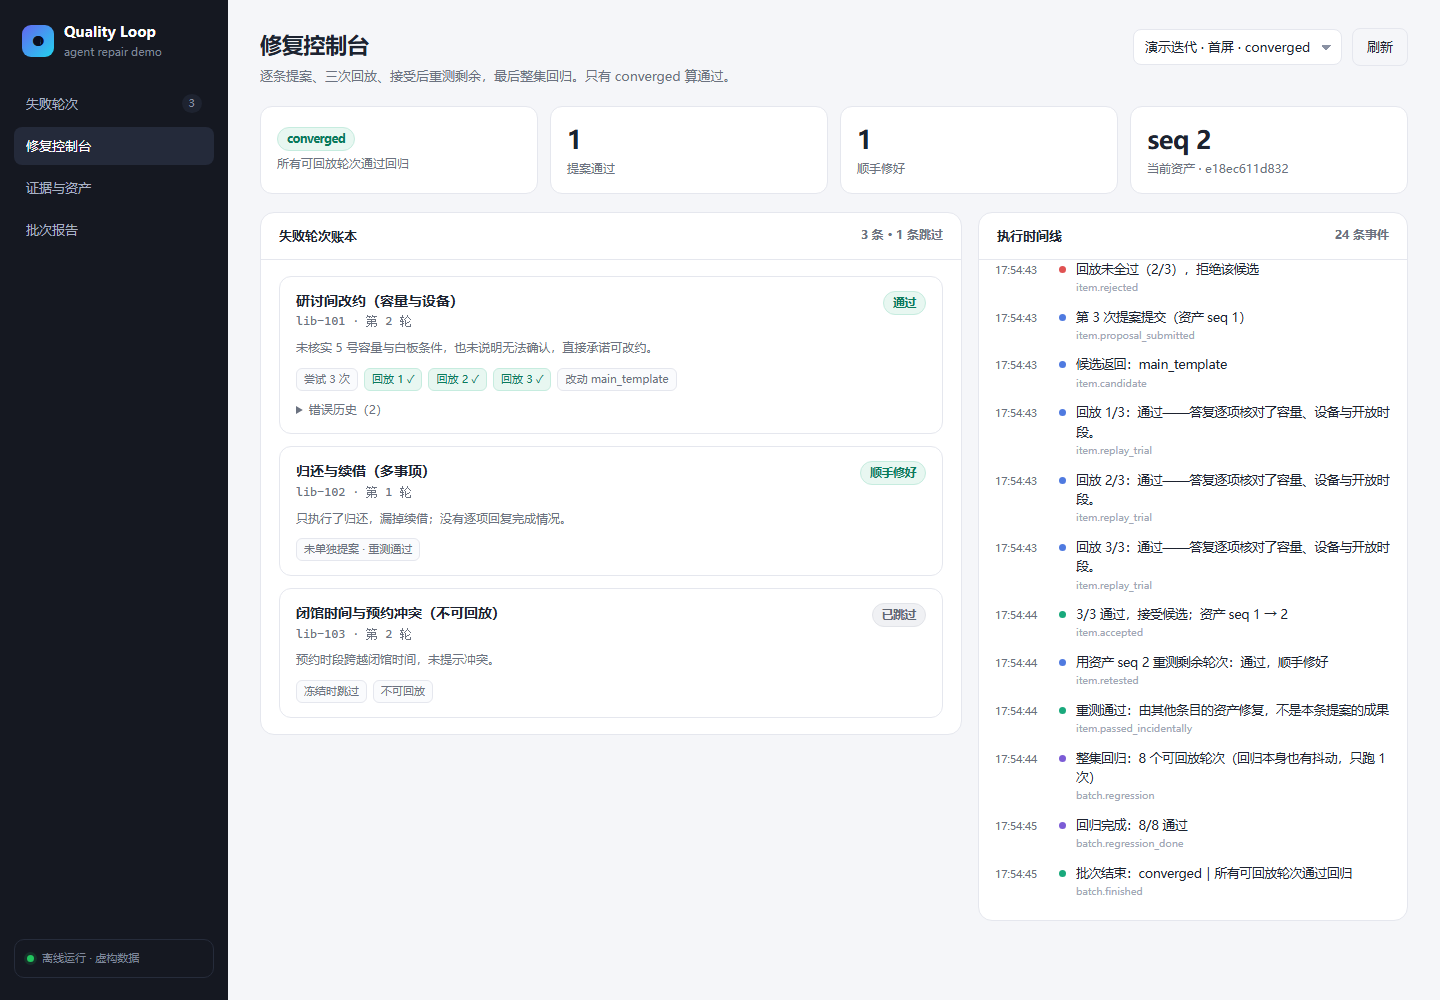 Quality Loop
agent repair demo
失败轮次 3
修复控制台
证据与资产
批次报告
离线运行 · 虚构数据
修复控制台
逐条提案、三次回放、接受后重测剩余，最后整集回归。只有 converged 算通过。
演示迭代 · 首屏 · converged
刷新
converged
所有可回放轮次通过回归
1
提案通过
1
顺手修好
seq 2
当前资产 · e18ec611d832
失败轮次账本
3 条 • 1 条跳过
研讨间改约（容量与设备）
通过
lib-101 · 第 2 轮
未核实 5 号容量与白板条件，也未说明无法确认，直接承诺可改约。
尝试 3 次 回放 1 ✓ 回放 2 ✓ 回放 3 ✓ 改动 main_template
▶ 错误历史（2）
归还与续借（多事项）
顺手修好
lib-102 · 第 1 轮
只执行了归还，漏掉续借；没有逐项回复完成情况。
未单独提案 · 重测通过
闭馆时间与预约冲突（不可回放）
已跳过
lib-103 · 第 2 轮
预约时段跨越闭馆时间，未提示冲突。
冻结时跳过 不可回放
执行时间线
24 条事件
17:54:43 回放未全过（2/3），拒绝该候选
item.rejected
17:54:43 第 3 次提案提交（资产 seq 1）
item.proposal_submitted
17:54:43 候选返回：main_template
item.candidate
17:54:43 回放 1/3：通过——答复逐项核对了容量、设备与开放时
段。
item.replay_trial
17:54:43 回放 2/3：通过——答复逐项核对了容量、设备与开放时
段。
item.replay_trial
17:54:43 回放 3/3：通过——答复逐项核对了容量、设备与开放时
段。
item.replay_trial
17:54:44 3/3 通过，接受候选；资产 seq 1 → 2
item.accepted
17:54:44 用资产 seq 2 重测剩余轮次：通过，顺手修好
item.retested
17:54:44 重测通过：由其他条目的资产修复，不是本条提案的成果
item.passed_incidentally
17:54:44 整集回归：8 个可回放轮次（回归本身也有抖动，只跑 1
次）
batch.regression
17:54:45 回归完成：8/8 通过
batch.regression_done
17:54:45 批次结束：converged | 所有可回放轮次通过回归
batch.finished